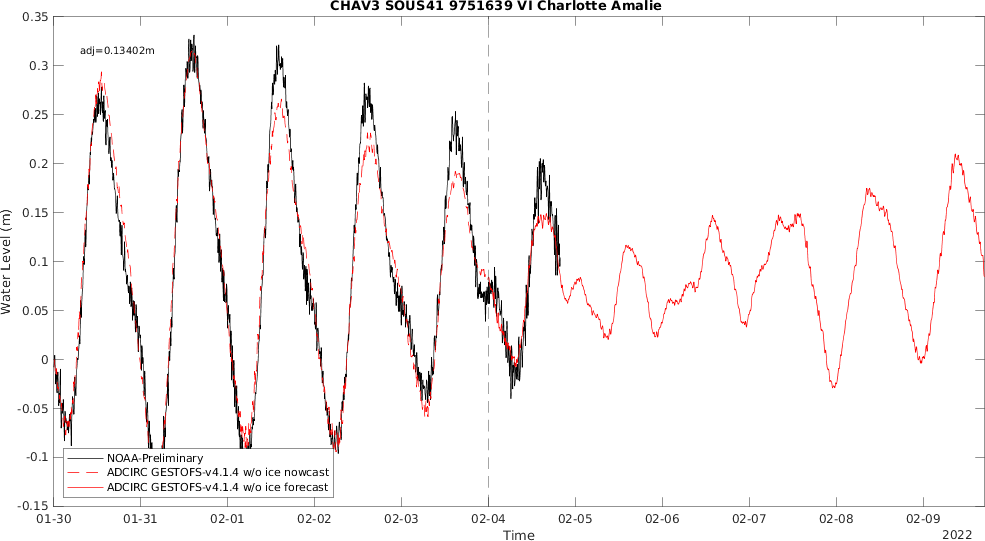 CHAV3 SOUS41 9751639 VI Charlotte Amalie
adj=0.13402m
0.35
0.3
0.25
0.2
0.15
0.1
0.05
0
-0.05
-0.1
-0.15
Water Level (m)
NOAA-Preliminary
ADCIRC GESTOFS-v4.1.4 w/o ice nowcast
ADCIRC GESTOFS-v4.1.4 w/o ice forecast
01-30 01-31 02-01 02-02 02-03 02-04 02-05 02-06 02-07 02-08 02-09
Time
2022